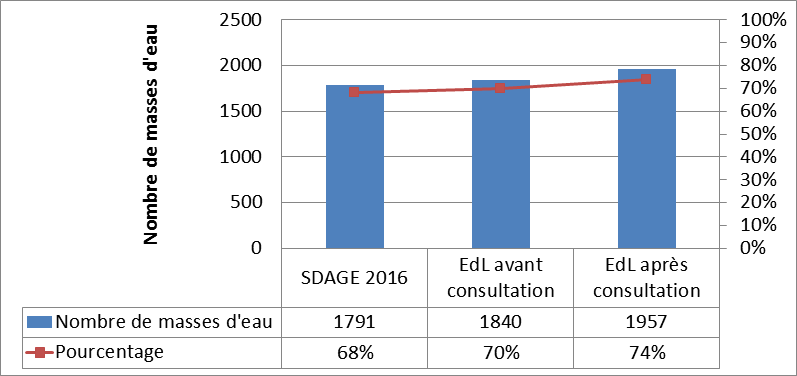 Nombre de masses d'eau
2500
2000
1500
1000
500
0
100%
90%
80%
70%
60%
50%
40%
30%
20%
10%
0%
SDAGE 2016
EdL avant
consultation
EdL après
consultation
Nombre de masses d'eau 1791 1840 1957
Pourcentage 68% 70% 74%